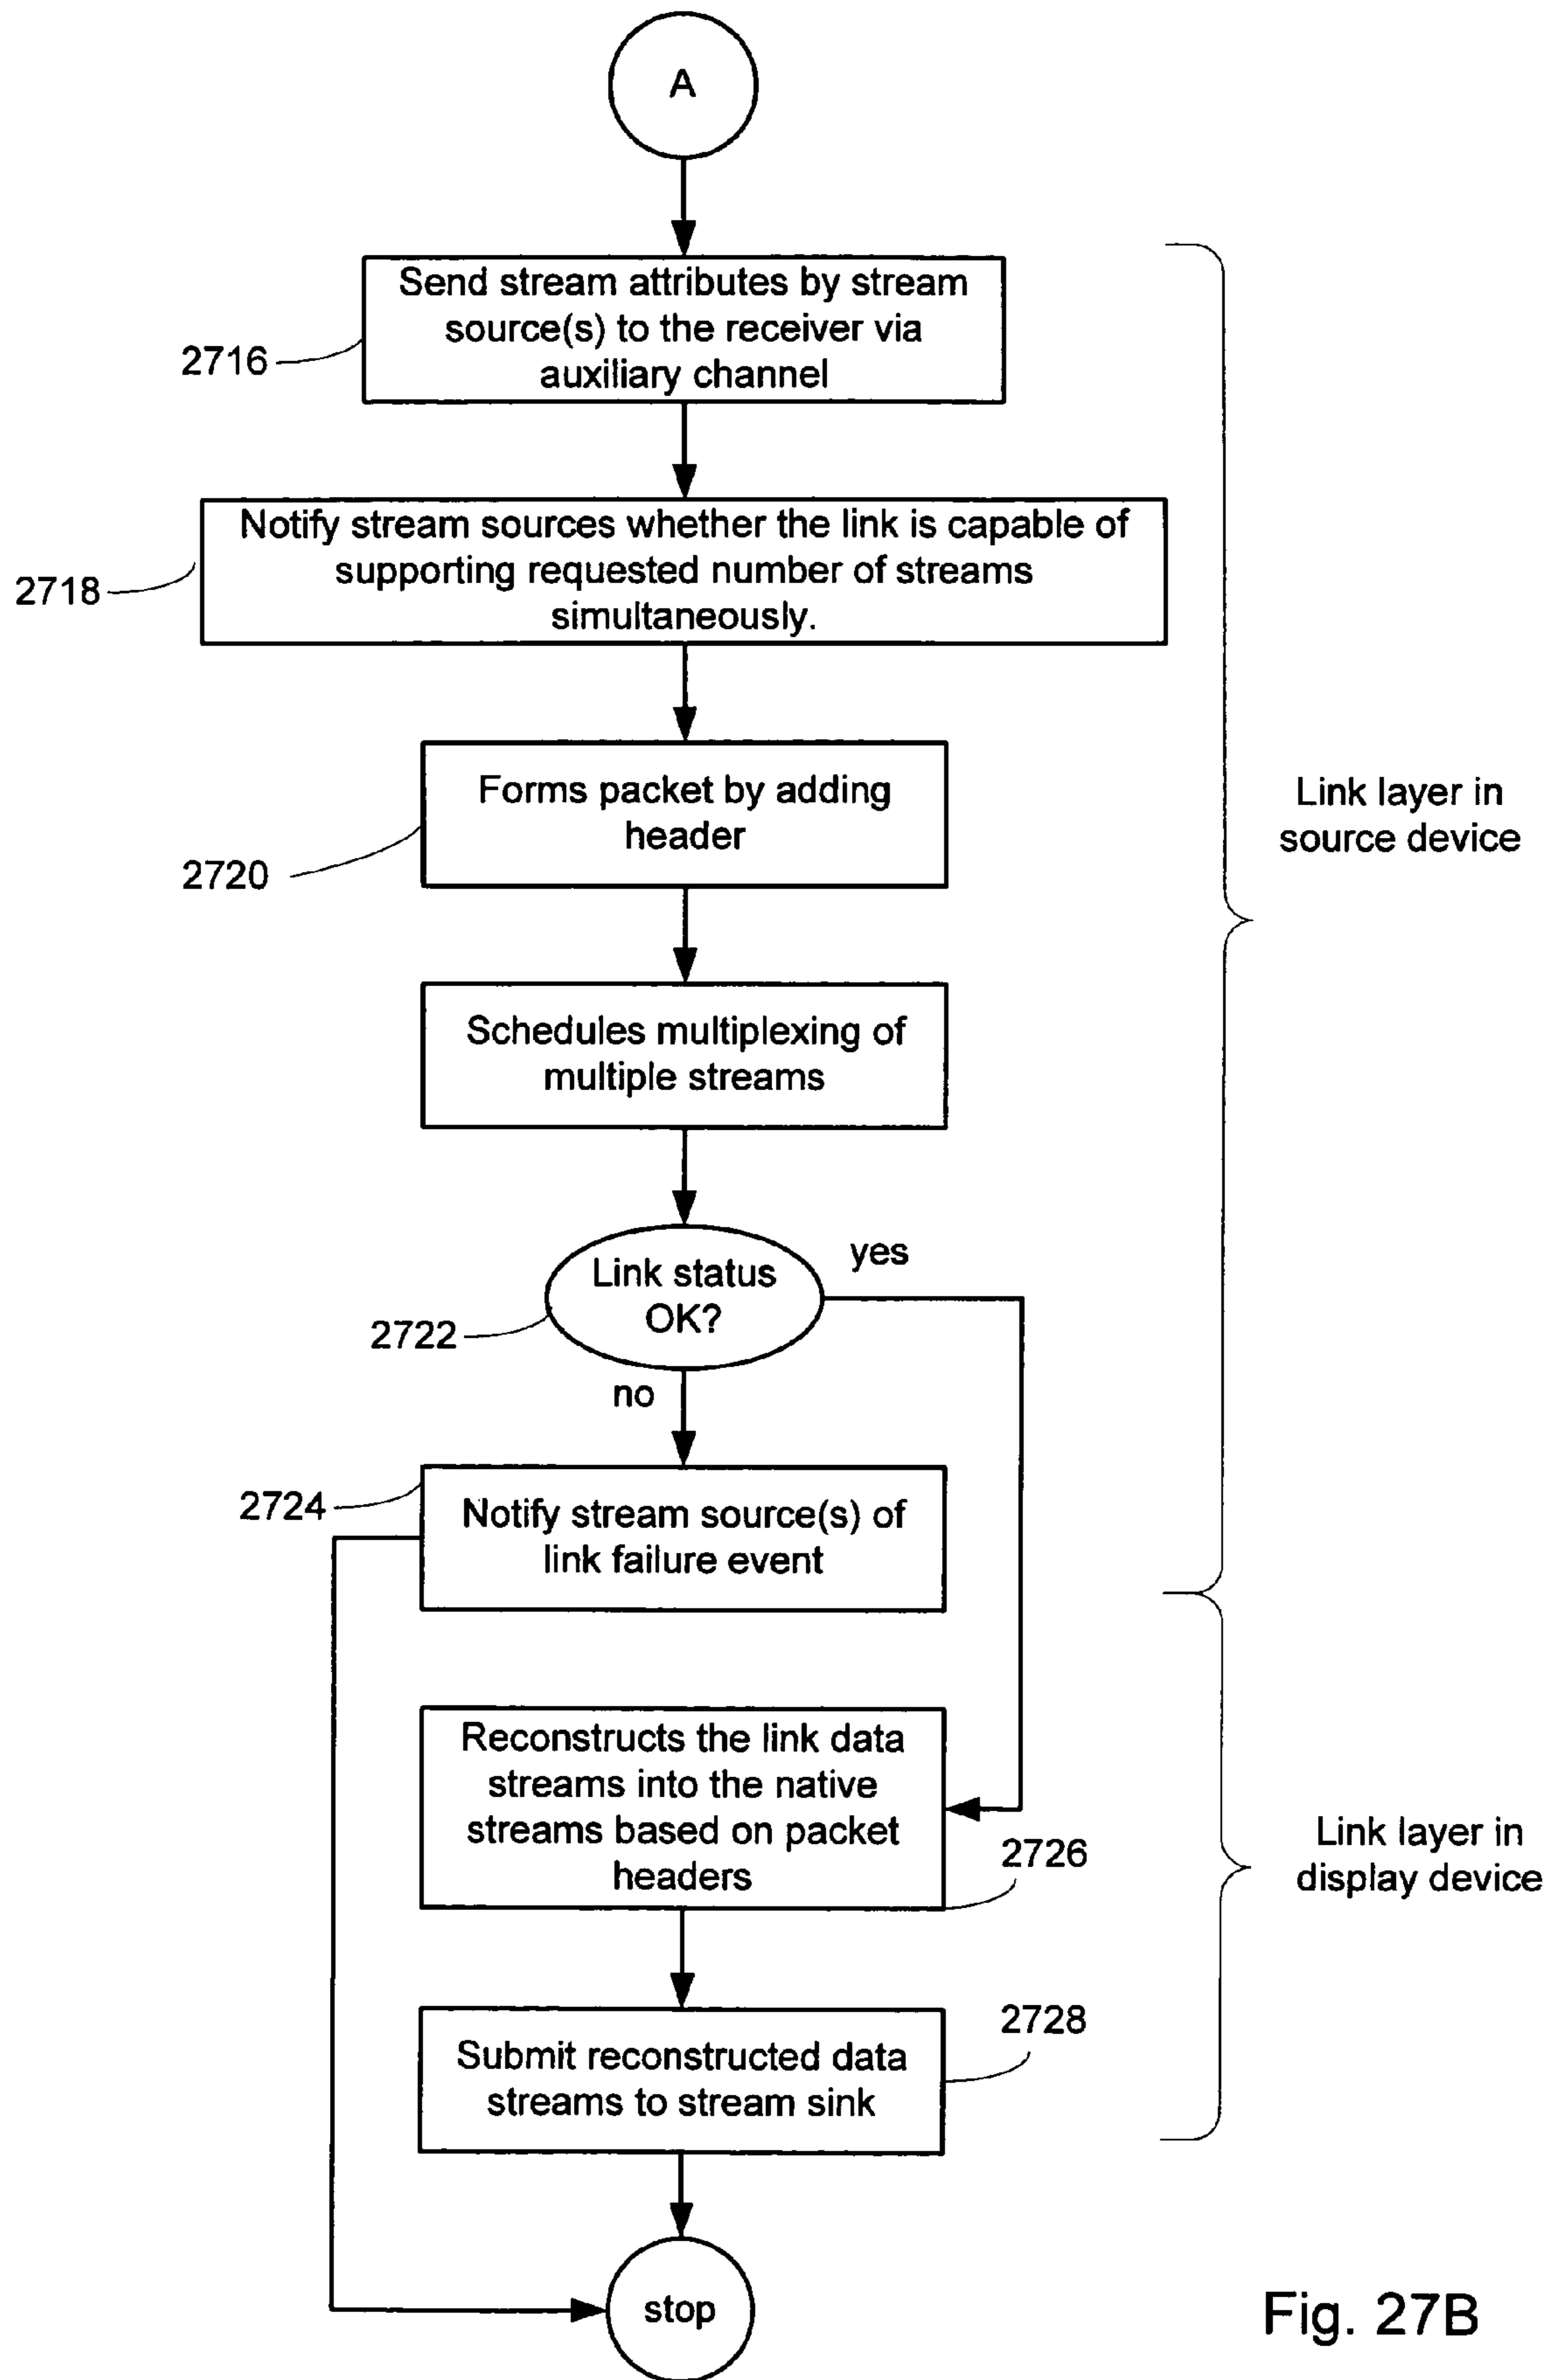 A
Send stream attributes by stream
source(s) to the receiver via
auxiliary channel
2716
Notify stream sources whether the link is capable of
supporting requested number of streams
simultaneously.
2718
Forms packet by adding
header
2720
Link layer in
source device
Schedules multiplexing of
multiple streams
Link status
OK?
yes
2722
no
2724
Notify stream source(s) of
link failure event
Reconstructs the link data
streams into the native
streams based on packet
headers
2726
Link layer in
display device
2728
Submit reconstructed data
streams to stream sink
stop
Fig. 27B